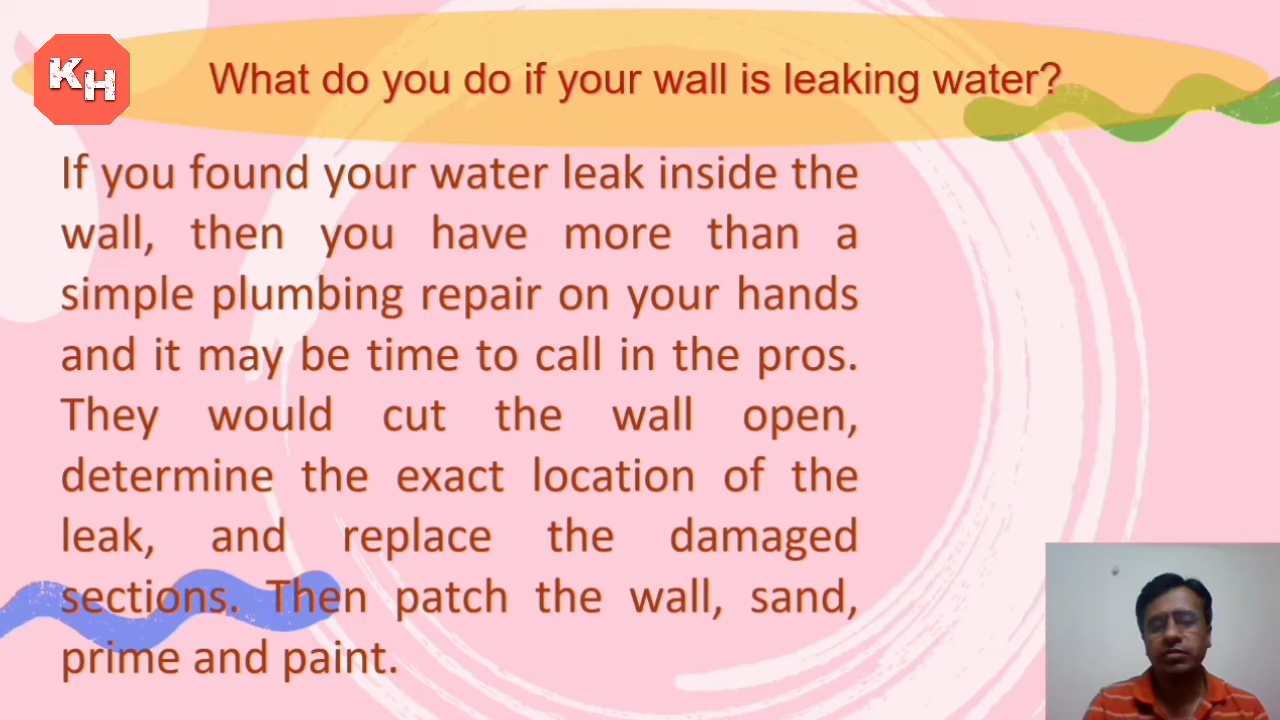 KH
What do you do if your wall is leaking water?
If you found your water leak inside the
wall, then you have more than a
simple plumbing repair on your hands
and it may be time to call in the pros.
They would cut the wall open,
determine the exact location of the
leak, and replace the damaged
sections. Then patch the wall, sand,
prime and paint.